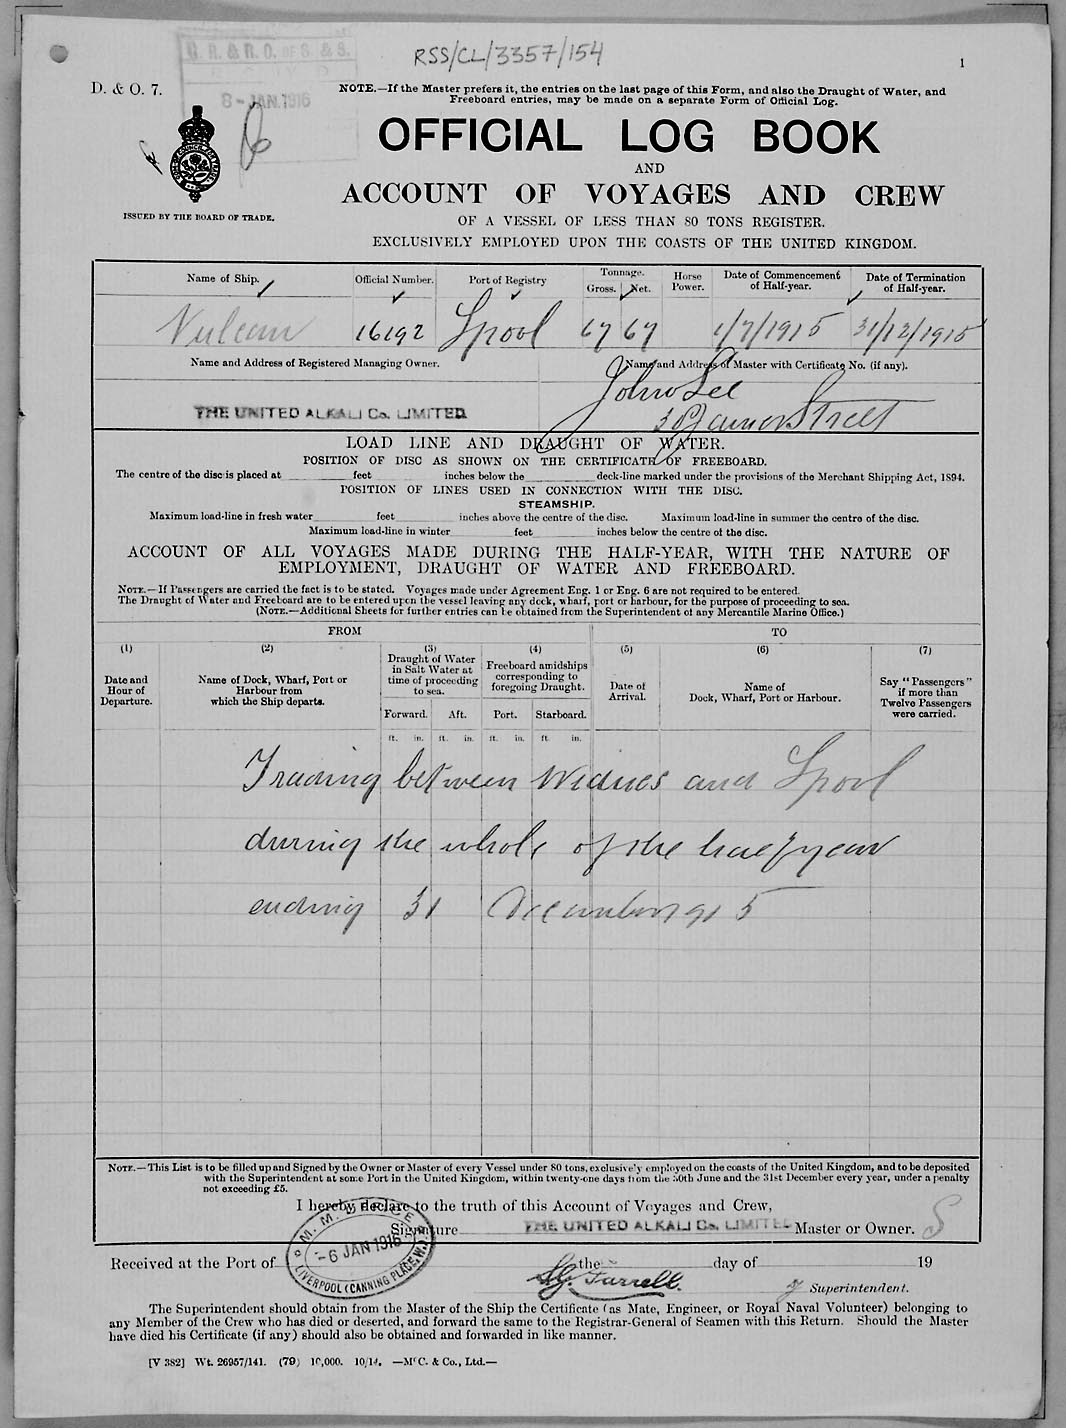 RSS/CL/3357/154
1
G. R. & R. O. OF S. & S.
8 - JAN. 1916
D. & O. 7.
NOTE.—If the Master prefers it, the entries on the last page of this Form, and also the Draught of Water, and
Freeboard entries, may be made on a separate Form of Official Log.
OFFICIAL LOG BOOK
AND
ACCOUNT OF VOYAGES AND CREW
ISSUED BY THE BOARD OF TRADE.
OF A VESSEL OF LESS THAN 80 TONS REGISTER.
EXCLUSIVELY EMPLOYED UPON THE COASTS OF THE UNITED KINGDOM.
Name of Ship. Official Number. Port of Registry Tonnage. Gross. Net. Horse Power. Date of Commencement of Half-year. Date of Termination of Half-year.
Vulcan 16192 Lpool 67 67 1/7/1915 31/12/1915
Name and Address of Registered Managing Owner. Name and Address of Master with Certificate No. (if any).
John Lee
THE UNITED ALKALI Co. LIMITED. Street
LOAD LINE AND DRAUGHT OF WATER.
POSITION OF DISC AS SHOWN ON THE CERTIFICATE OF FREEBOARD.
The centre of the disc is placed at feet inches below the deck-line marked under the provisions of the Merchant Shipping Act, 1894.
POSITION OF LINES USED IN CONNECTION WITH THE DISC.
STEAMSHIP.
Maximum load-line in fresh water feet inches above the centre of the disc. Maximum load-line in summer the centre of the disc.
Maximum load-line in winter feet inches below the centre of the disc.
ACCOUNT OF ALL VOYAGES MADE DURING THE HALF-YEAR, WITH THE NATURE OF
EMPLOYMENT, DRAUGHT OF WATER AND FREEBOARD.
NOTE.—If Passengers are carried the fact is to be stated. Voyages made under Agreement Eng. 1 or Eng. 6 are not required to be entered.
The Draught of Water and Freeboard are to be entered upon the vessel leaving any dock, wharf, port or harbour, for the purpose of proceeding to sea.
(NOTE.—Additional Sheets for further entries can be obtained from the Superintendent of any Mercantile Marine Office.)
FROM TO
(1) (2) (3) (4) (5) (6) (7)
Date and Hour of Departure.
Name of Dock, Wharf, Port or Harbour from which the Ship departs.
Draught of Water in Salt Water at time of proceeding to sea.
Freeboard amidships corresponding to foregoing Draught.
Date of Arrival.
Name of Dock, Wharf, Port or Harbour.
Say "Passengers" if more than Twelve Passengers were carried.
Forward. Aft. Port. Starboard.
ft. in. ft. in. ft. in. ft. in.
Trading between Widnes and Lpool
during the whole of the half year
ending 31 December 1915
NOTE.—This List is to be filled up and Signed by the Owner or Master of every Vessel under 80 tons, exclusively employed on the coasts of the United Kingdom, and to be deposited
with the Superintendent at some Port in the United Kingdom, within twenty-one days from the 30th June and the 31st December every year, under a penalty
not exceeding £5.
I hereby declare to the truth of this Account of Voyages and Crew,
Signature THE UNITED ALKALI Co. LIMITED Master or Owner. S
M. M. OFFICE
-6 JAN 1916
LIVERPOOL (CANNING PLACE, W.)
Received at the Port of the day of 19
Farrell. Superintendent.
The Superintendent should obtain from the Master of the Ship the Certificate (as Mate, Engineer, or Royal Naval Volunteer) belonging to
any Member of the Crew who has died or deserted, and forward the same to the Registrar-General of Seamen with this Return. Should the Master
have died his Certificate (if any) should also be obtained and forwarded in like manner.
[V 382] Wt. 26957/141. (79) 10,000. 10/14. —McC. & Co., Ltd.—